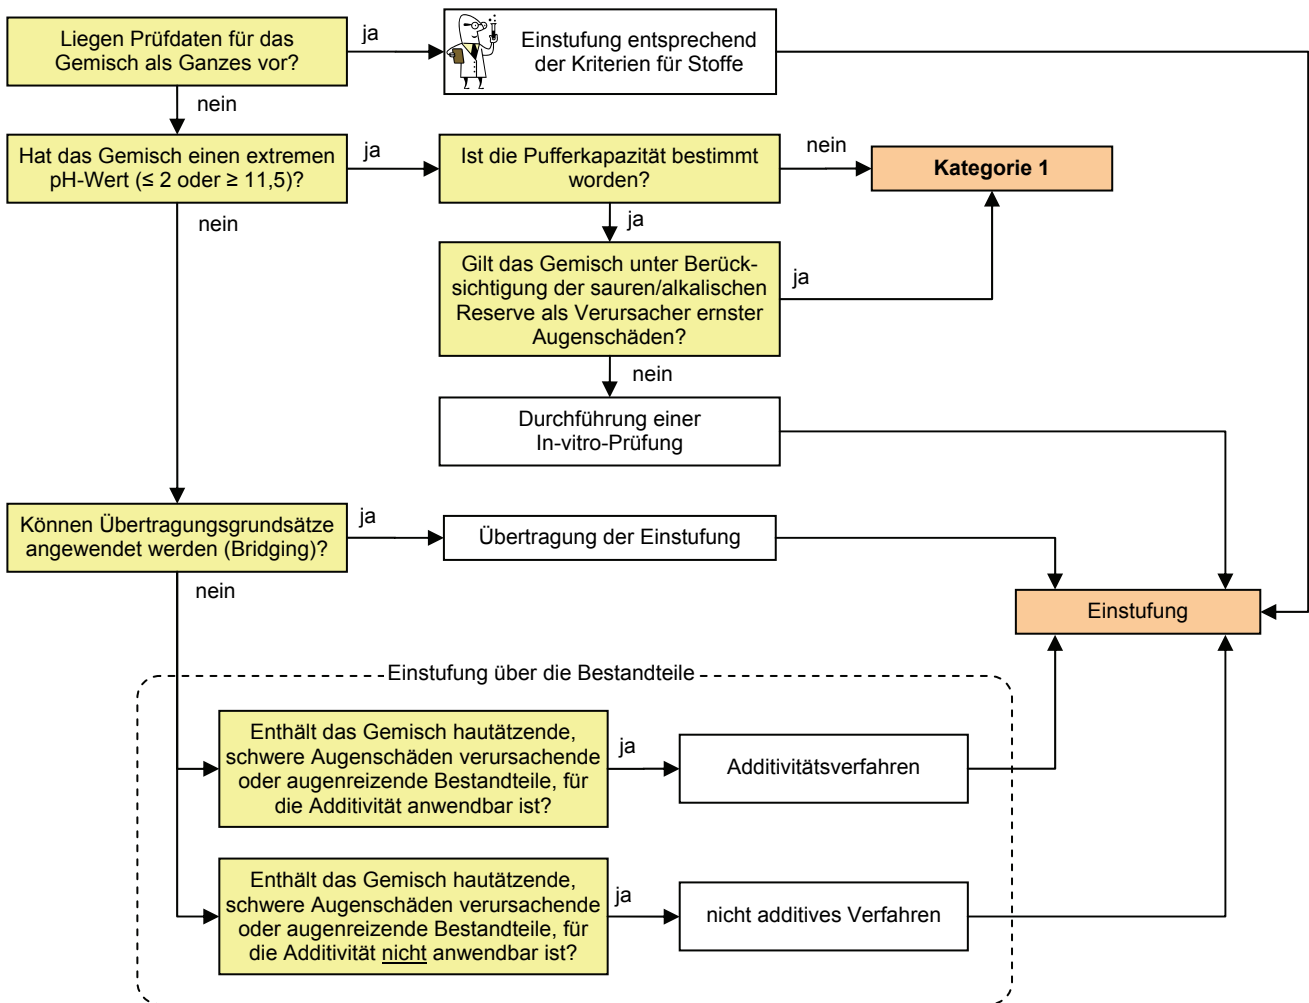 Liegen Prüfdaten für das
Gemisch als Ganzes vor?
ja
Einstufung entsprechend
der Kriterien für Stoffe
nein
Hat das Gemisch einen extremen
pH-Wert (≤ 2 oder ≥ 11,5)?
ja
Ist die Pufferkapazität bestimmt
worden?
nein
Kategorie 1
nein
ja
Gilt das Gemisch unter Berück-
sichtigung der sauren/alkalischen
Reserve als Verursacher ernster
Augenschäden?
ja
nein
Durchführung einer
In-vitro-Prüfung
Können Übertragungsgrundsätze
angewendet werden (Bridging)?
ja
Übertragung der Einstufung
nein
Einstufung
Einstufung über die Bestandteile
Enthält das Gemisch hautätzende,
schwere Augenschäden verursachende
oder augenreizende Bestandteile, für
die Additivität anwendbar ist?
ja
Additivitätsverfahren
Enthält das Gemisch hautätzende,
schwere Augenschäden verursachende
oder augenreizende Bestandteile, für
die Additivität nicht anwendbar ist?
ja
nicht additives Verfahren